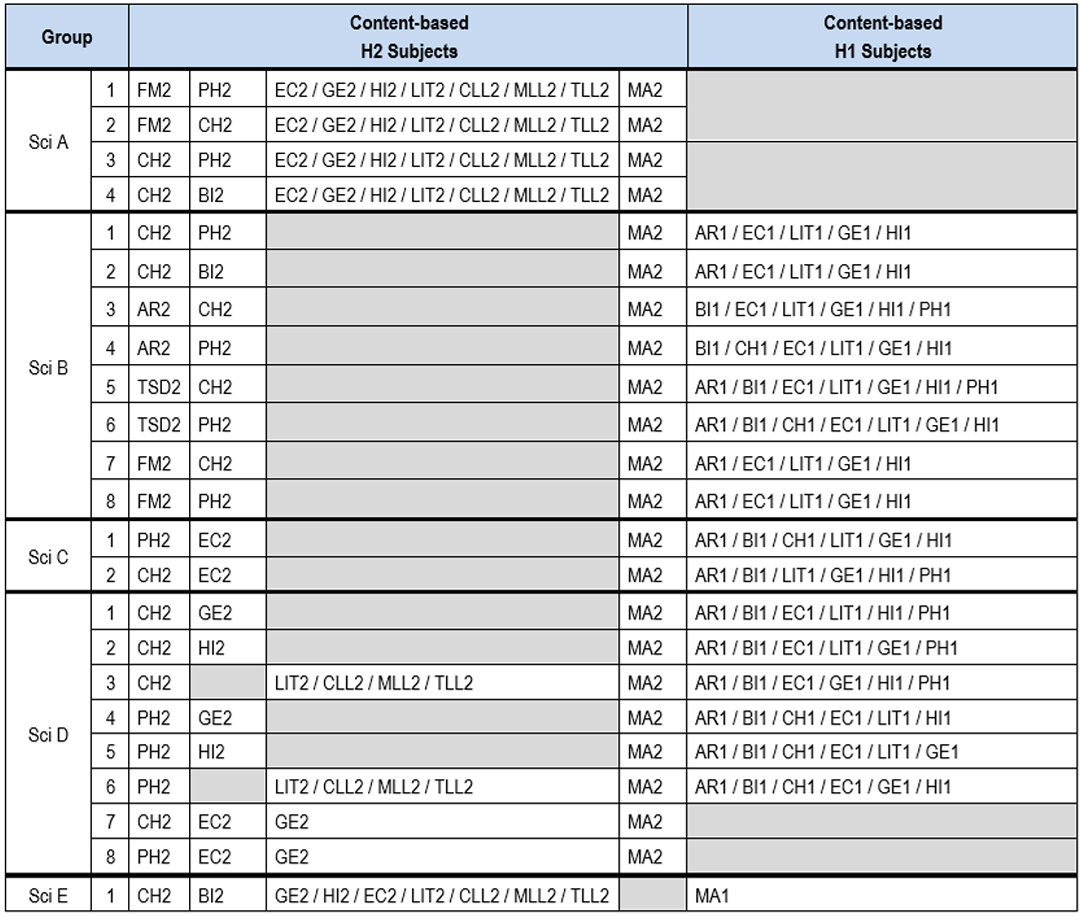 Group Content-based H2 Subjects Content-based H1 Subjects
Sci A
1 FM2 PH2 EC2 / GE2 / HI2 / LIT2 / CLL2 / MLL2 / TLL2 MA2
2 FM2 CH2 EC2 / GE2 / HI2 / LIT2 / CLL2 / MLL2 / TLL2 MA2
3 CH2 PH2 EC2 / GE2 / HI2 / LIT2 / CLL2 / MLL2 / TLL2 MA2
4 CH2 BI2 EC2 / GE2 / HI2 / LIT2 / CLL2 / MLL2 / TLL2 MA2
Sci B
1 CH2 PH2 MA2 AR1 / EC1 / LIT1 / GE1 / HI1
2 CH2 BI2 MA2 AR1 / EC1 / LIT1 / GE1 / HI1
3 AR2 CH2 MA2 BI1 / EC1 / LIT1 / GE1 / HI1 / PH1
4 AR2 PH2 MA2 BI1 / CH1 / EC1 / LIT1 / GE1 / HI1
5 TSD2 CH2 MA2 AR1 / BI1 / EC1 / LIT1 / GE1 / HI1 / PH1
6 TSD2 PH2 MA2 AR1 / BI1 / CH1 / EC1 / LIT1 / GE1 / HI1
7 FM2 CH2 MA2 AR1 / EC1 / LIT1 / GE1 / HI1
8 FM2 PH2 MA2 AR1 / EC1 / LIT1 / GE1 / HI1
Sci C
1 PH2 EC2 MA2 AR1 / BI1 / CH1 / LIT1 / GE1 / HI1
2 CH2 EC2 MA2 AR1 / BI1 / LIT1 / GE1 / HI1 / PH1
Sci D
1 CH2 GE2 MA2 AR1 / BI1 / EC1 / LIT1 / HI1 / PH1
2 CH2 HI2 MA2 AR1 / BI1 / EC1 / LIT1 / GE1 / PH1
3 CH2 LIT2 / CLL2 / MLL2 / TLL2 MA2 AR1 / BI1 / EC1 / GE1 / HI1 / PH1
4 PH2 GE2 MA2 AR1 / BI1 / CH1 / EC1 / LIT1 / HI1
5 PH2 HI2 MA2 AR1 / BI1 / CH1 / EC1 / LIT1 / GE1
6 PH2 LIT2 / CLL2 / MLL2 / TLL2 MA2 AR1 / BI1 / CH1 / EC1 / GE1 / HI1
7 CH2 EC2 GE2 MA2
8 PH2 EC2 GE2 MA2
Sci E 1 CH2 BI2 GE2 / HI2 / EC2 / LIT2 / CLL2 / MLL2 / TLL2 MA1